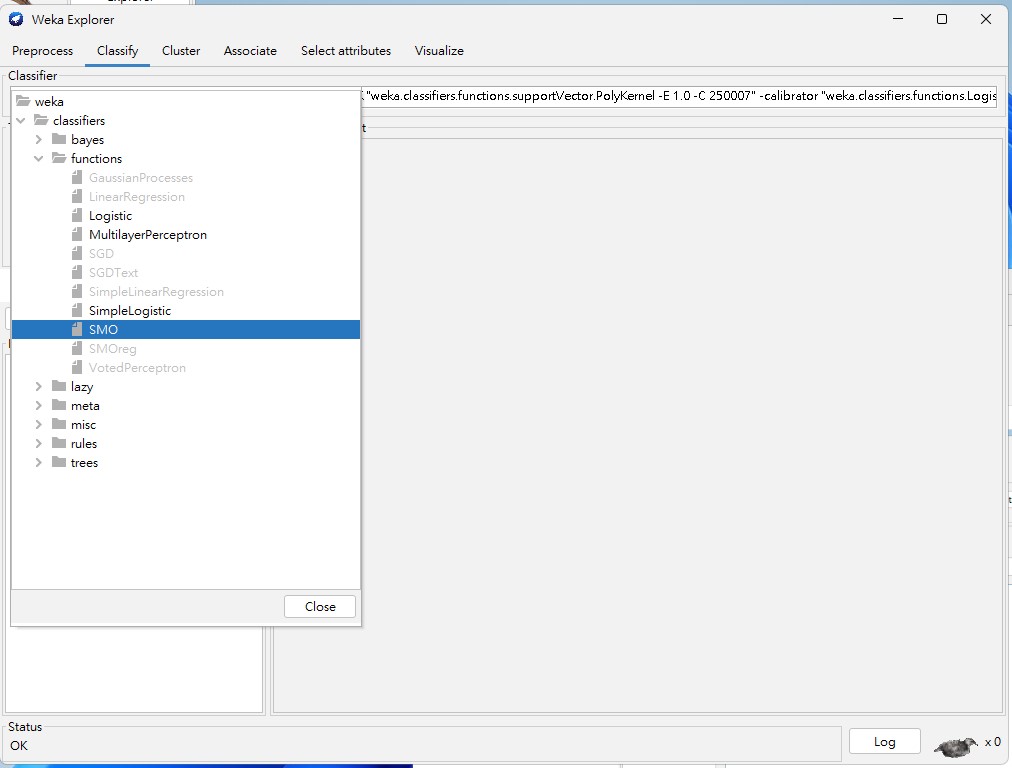 Weka Explorer
Preprocess Classify Cluster Associate Select attributes Visualize
Classifier
weka
"weka.classifiers.functions.supportVector.PolyKernel -E 1.0 -C 250007" -calibrator "weka.classifiers.functions.Logis
classifiers
bayes
functions
GaussianProcesses
LinearRegression
Logistic
MultilayerPerceptron
SGD
SGDText
SimpleLinearRegression
SimpleLogistic
SMO
SMOreg
VotedPerceptron
lazy
meta
misc
rules
trees
Close
Status
OK
Log
x 0